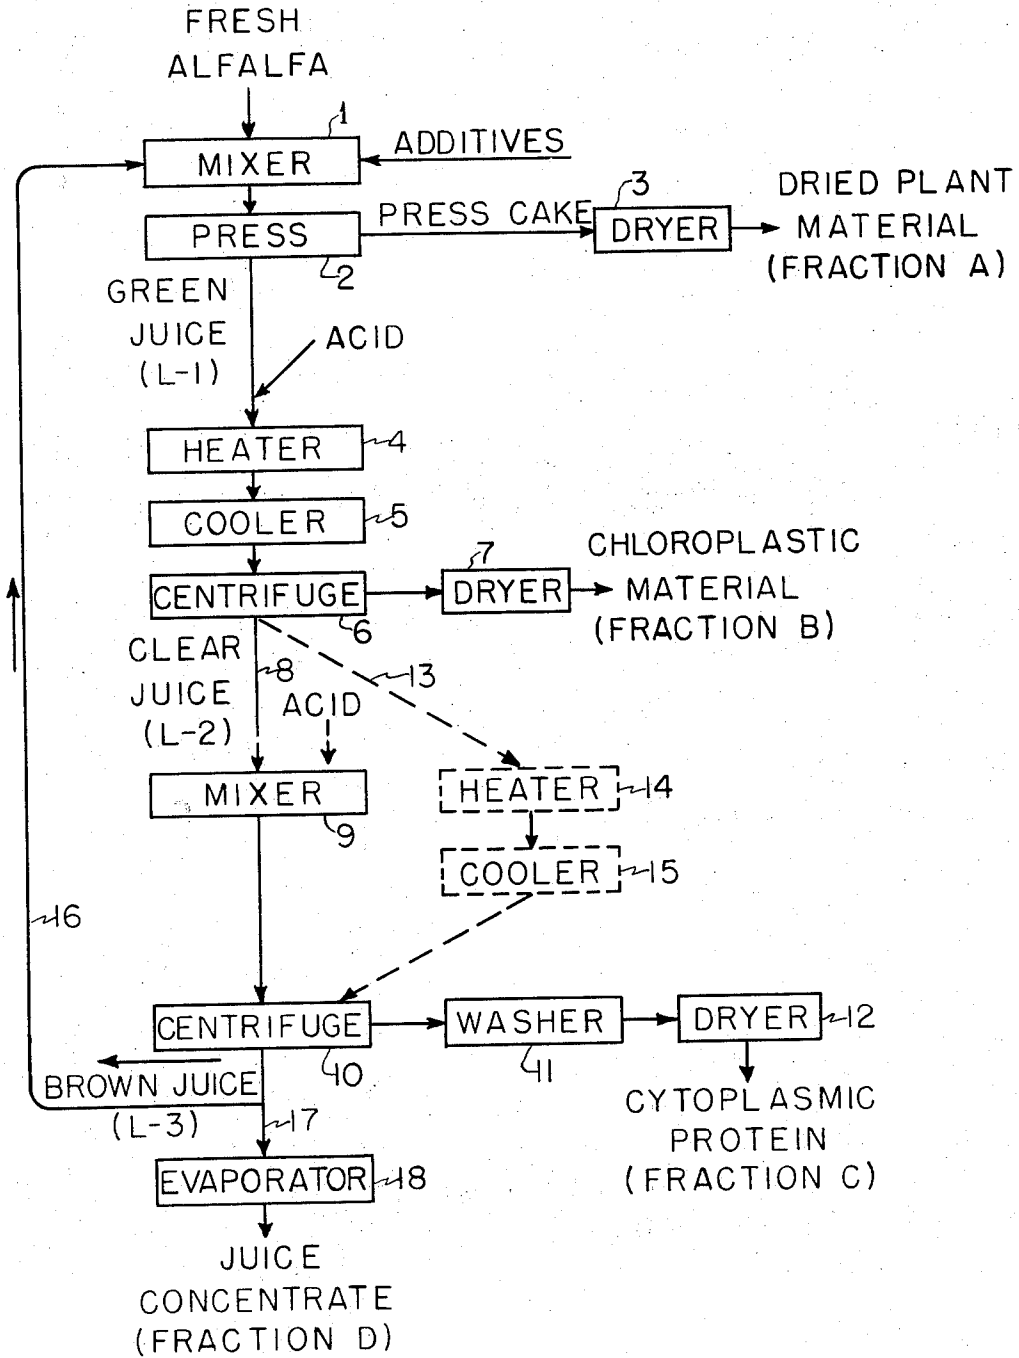 FRESH
ALFALFA
1
MIXER
ADDITIVES
PRESS
2
PRESS CAKE
3
DRYER
DRIED PLANT
MATERIAL
(FRACTION A)
GREEN
JUICE
(L-1)
ACID
HEATER
4
COOLER
5
CENTRIFUGE
6
7
DRYER
CHLOROPLASTIC
MATERIAL
(FRACTION B)
CLEAR
JUICE
(L-2)
8
13
ACID
MIXER
9
HEATER
14
COOLER
15
16
CENTRIFUGE
10
WASHER
11
DRYER
12
CYTOPLASMIC
PROTEIN
(FRACTION C)
BROWN JUICE
(L-3)
17
EVAPORATOR
18
JUICE
CONCENTRATE
(FRACTION D)